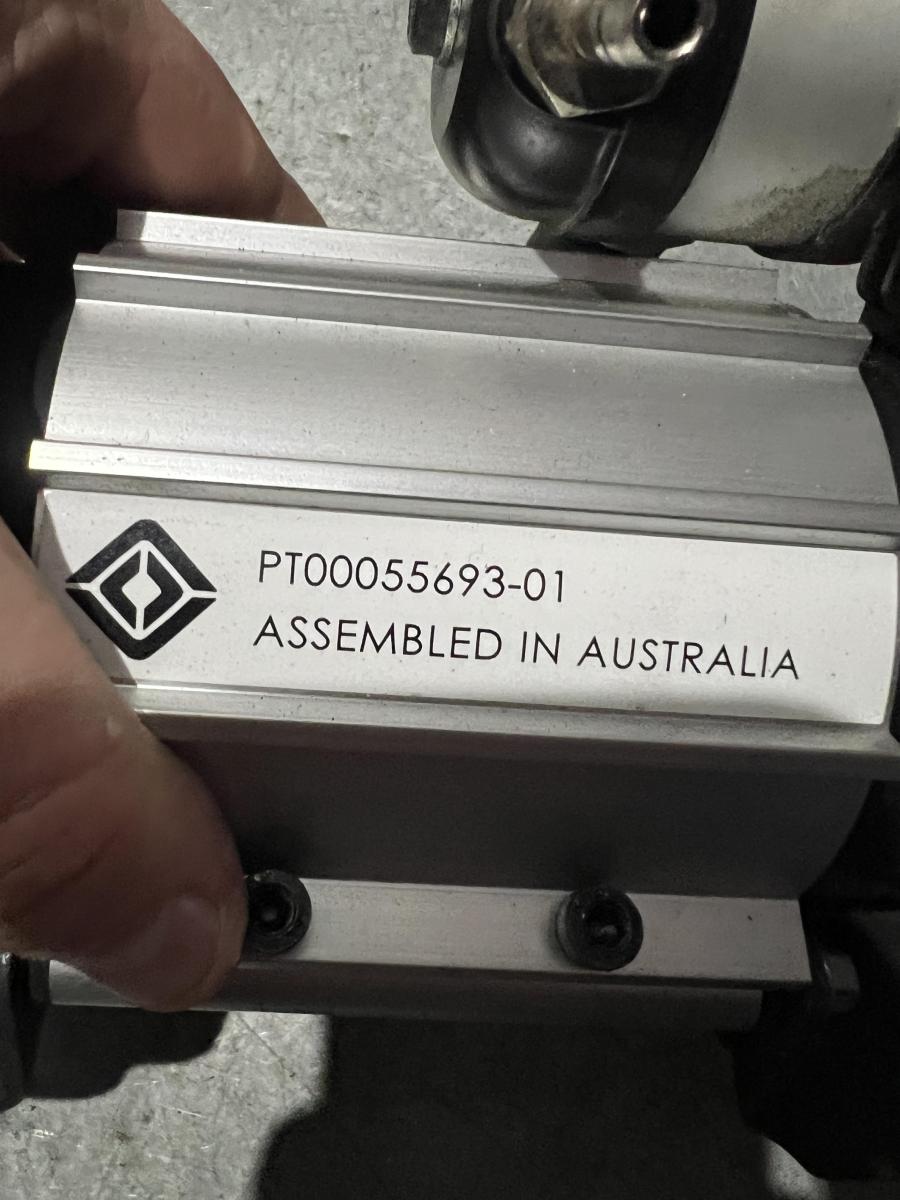 PT00055693-01
ASSEMBLED IN AUSTRALIA